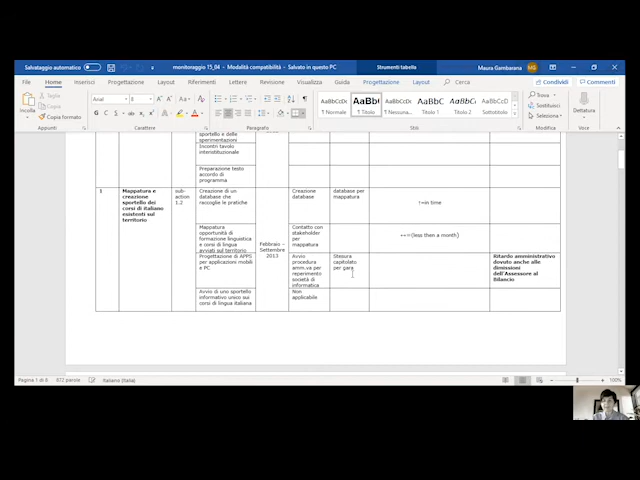 Salvataggio automatico
monitoraggio 15_04 - Modalità compatibilità - Salvato in questo PC
Strumenti tabella
Maura Gambarana
MG
File
Home
Inserisci
Progettazione
Layout
Riferimenti
Lettere
Revisione
Visualizza
Guida
Progettazione
Layout
Cerca
Condividi
Commenti
Incolla
Taglia
Copia
Copia formato
Arial
8
AaBbCcDc
AaBbC
AaBbCcDc
AaBbC
AaBbCc
AaBbCcDc
¶ Normale
¶ Titolo
¶ Nessuna...
Titolo 1
Titolo 2
Sottotitolo
Trova
Sostituisci
Seleziona
Dettatura
Appunti
Carattere
Paragrafo
Stili
Modifica
Voce
sportello e delle
sperimentazioni
Incontri tavolo
interistituzionale
Preparazione testo
accordo di
programma
1
Mappatura e
creazione
sportello dei
corsi di italiano
esistenti sul
territorio
sub-
action
1.2
Creazione di un
database che
raccoglie le pratiche
Creazione
database
database per
mappatura
!=in time
Mappatura
opportunità di
formazione linguistica
e corsi di lingua
avviati sul territorio
Febbraio –
Settembre
2013
Contatto con
stakeholder per
mappatura
↔=(less then a month)
Progettazione di APPS
per applicazioni mobili
e PC
Avvio
procedura
amm.va per
reperimento
società di
informatica
Stesura
capitolato
per gara
Ritardo amministrativo
dovuto anche alle
dimissioni
dell'Assessore al
Bilancio
Avvio di uno sportello
informativo unico sui
corsi di lingua italiana
Non
applicabile
Pagina 1 di 8
872 parole
Italiano (Italia)
100%